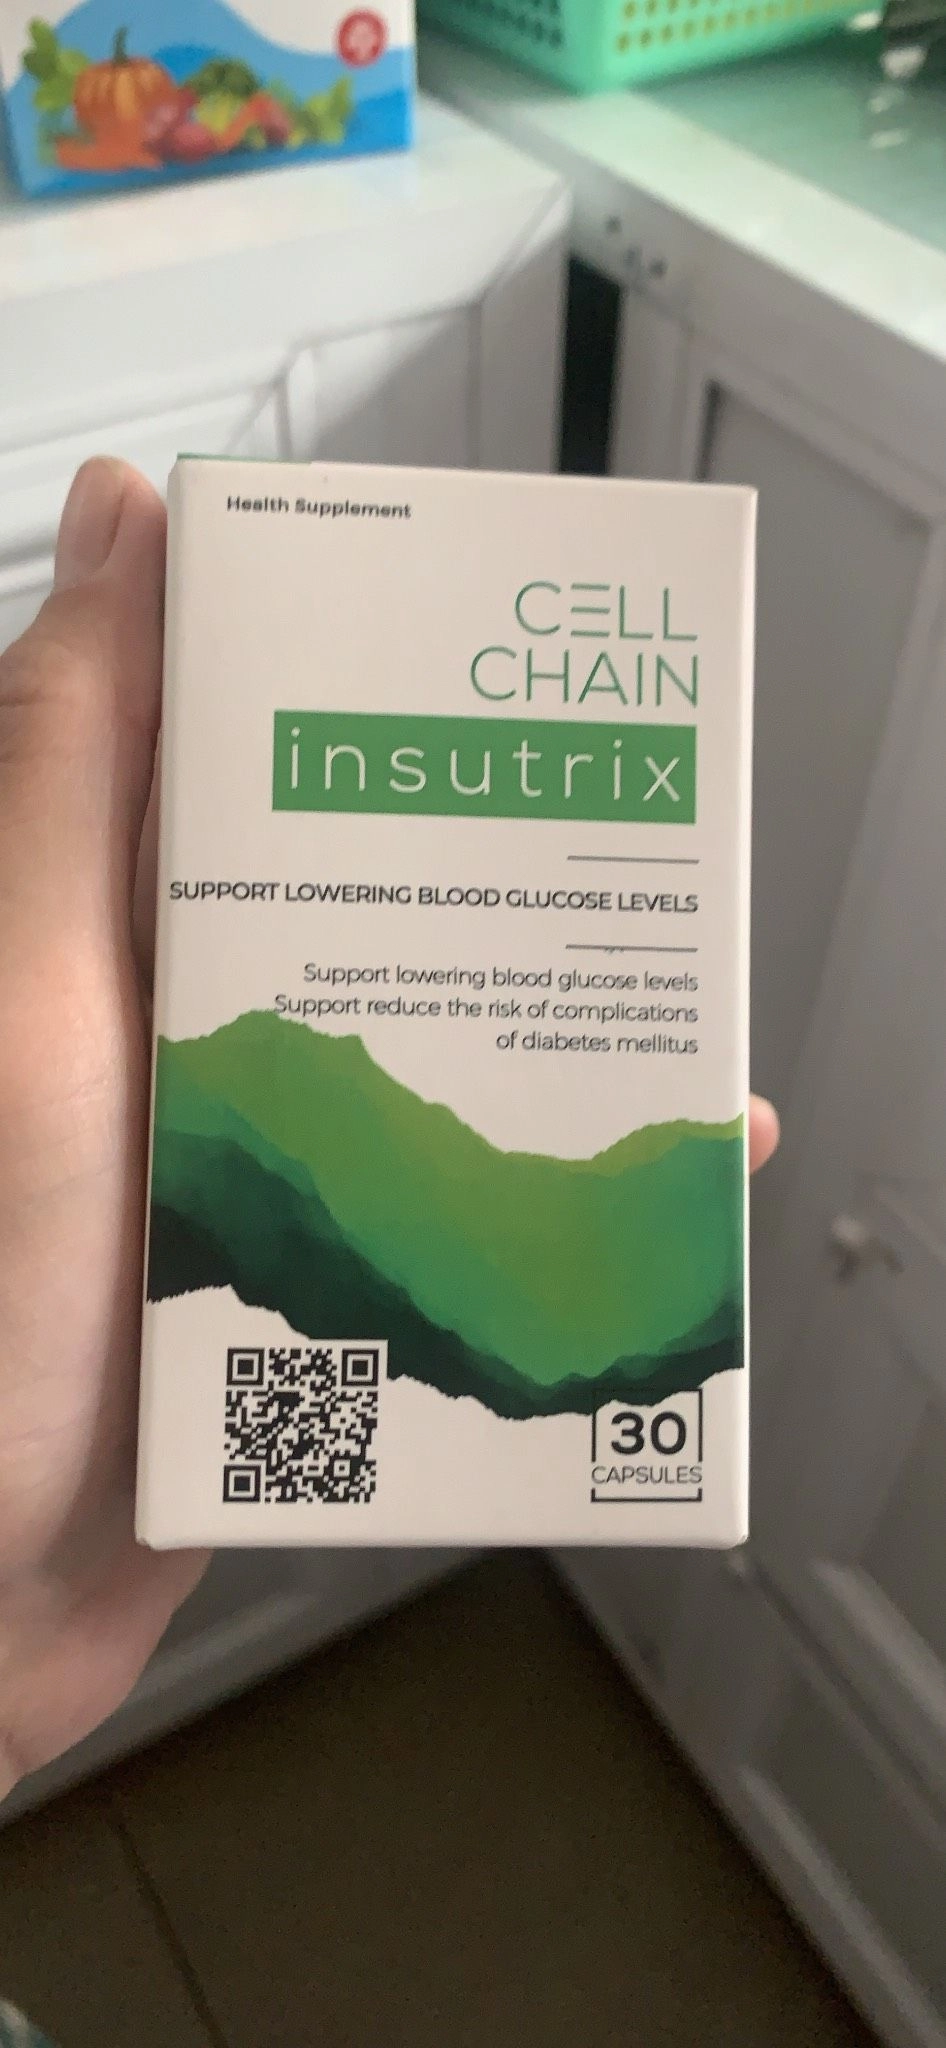 Health Supplement
CELL
CHAIN
insutrix
SUPPORT LOWERING BLOOD GLUCOSE LEVELS
Support lowering blood glucose levels
Support reduce the risk of complications
of diabetes mellitus
30
CAPSULES